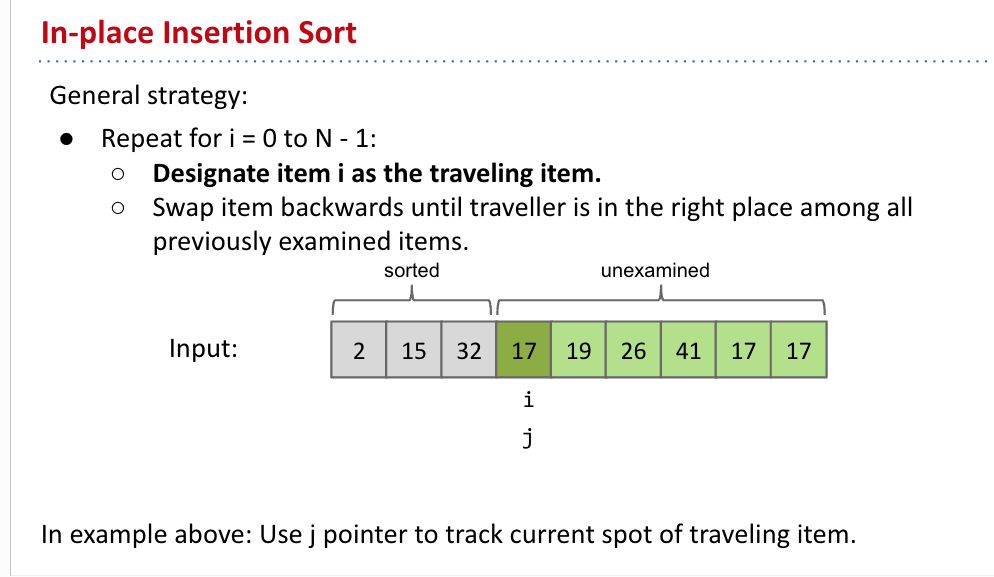 In-place Insertion Sort
General strategy:
● Repeat for i = 0 to N - 1:
○ Designate item i as the traveling item.
○ Swap item backwards until traveller is in the right place among all
previously examined items.
sorted unexamined
Input: 2 15 32 17 19 26 41 17 17
i
j
In example above: Use j pointer to track current spot of traveling item.